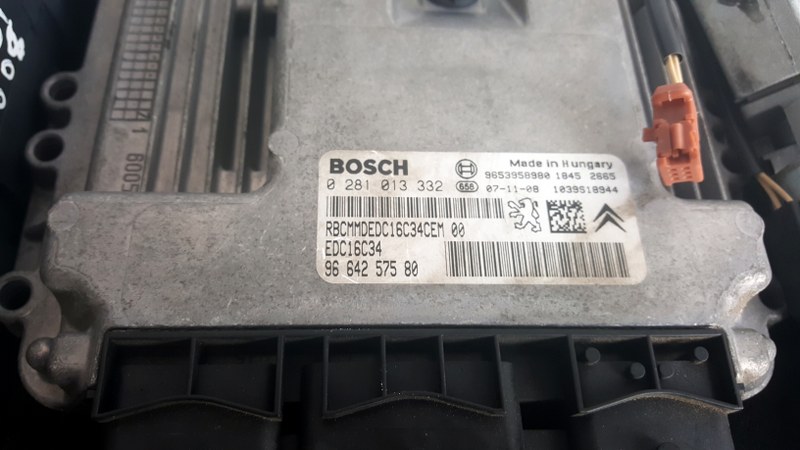 BOSCH
Made in Hungary
9653958980 1845 2665
0 281 013 332 656 07-11-08 1039S18944
RBCMMDEDC16C34CEM 00
EDC16C34
96 642 575 80